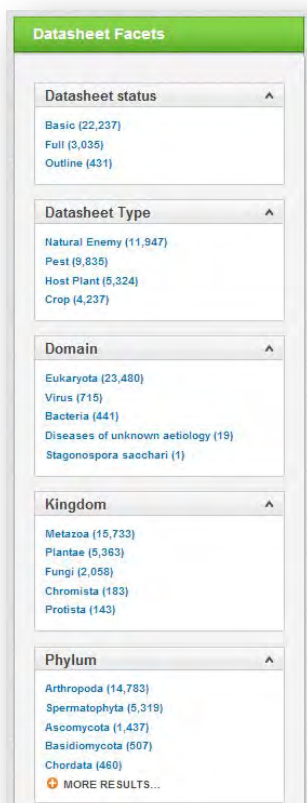 Datasheet Facets
Datasheet status
Basic (22,237)
Full (3,035)
Outline (431)
Datasheet Type
Natural Enemy (11,947)
Pest (9,835)
Host Plant (5,324)
Crop (4,237)
Domain
Eukaryota (23,480)
Virus (715)
Bacteria (441)
Diseases of unknown aetiology (19)
Stagonospora sacchari (1)
Kingdom
Metazoa (15,733)
Plantae (5,363)
Fungi (2,058)
Chromista (183)
Protista (143)
Phylum
Arthropoda (14,783)
Spermatophyta (5,319)
Ascomycota (1,437)
Basidiomycota (507)
Chordata (460)
MORE RESULTS...